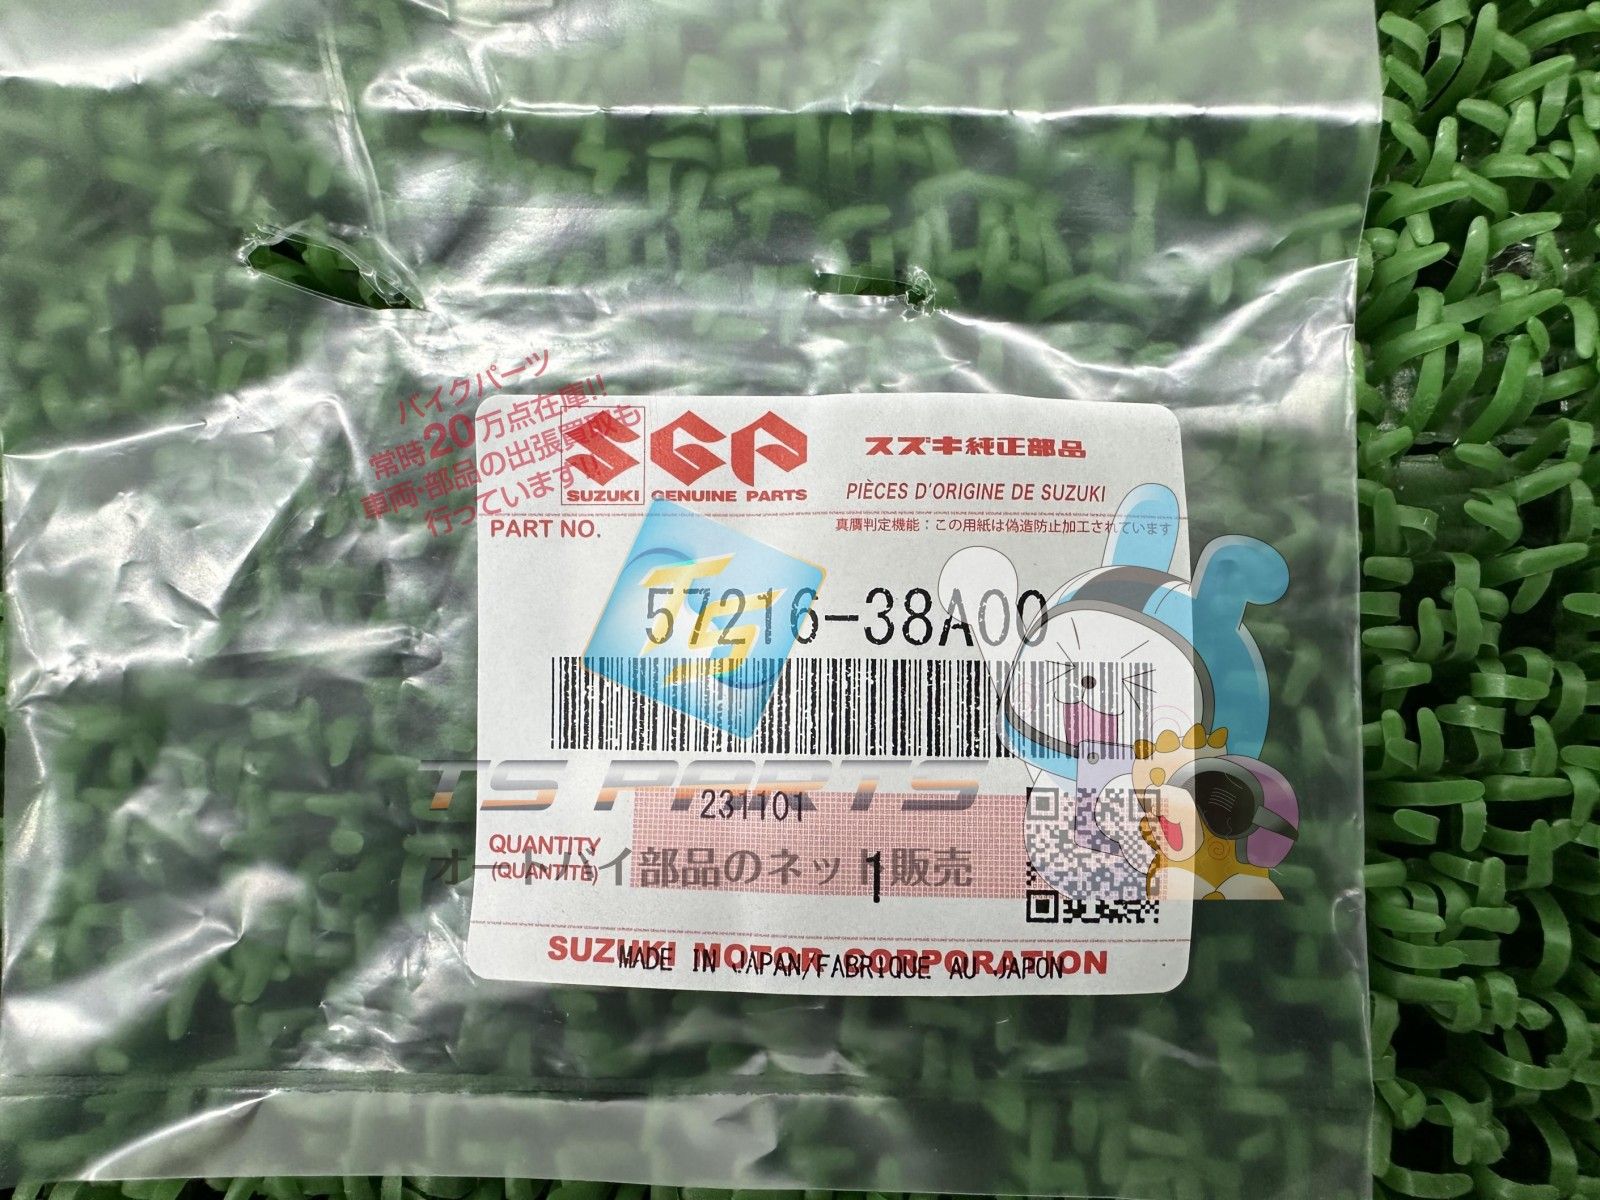 バイクパーツ
常時20万点在庫!!
車両・部品の出張買取も
行っています!!
SGP
SUZUKI GENUINE PARTS
スズキ純正部品
PIÈCES D'ORIGINE DE SUZUKI
PART NO.
真贋判定機能：この用紙は偽造防止加工されています
57216-38A00
TS
TS PARTS
231101
QUANTITY
(QUANTITÉ)
1
オートバイ部品のネット販売
SUZUKI MOTOR CORPORATION
MADE IN JAPAN/FABRIQUE AU JAPON